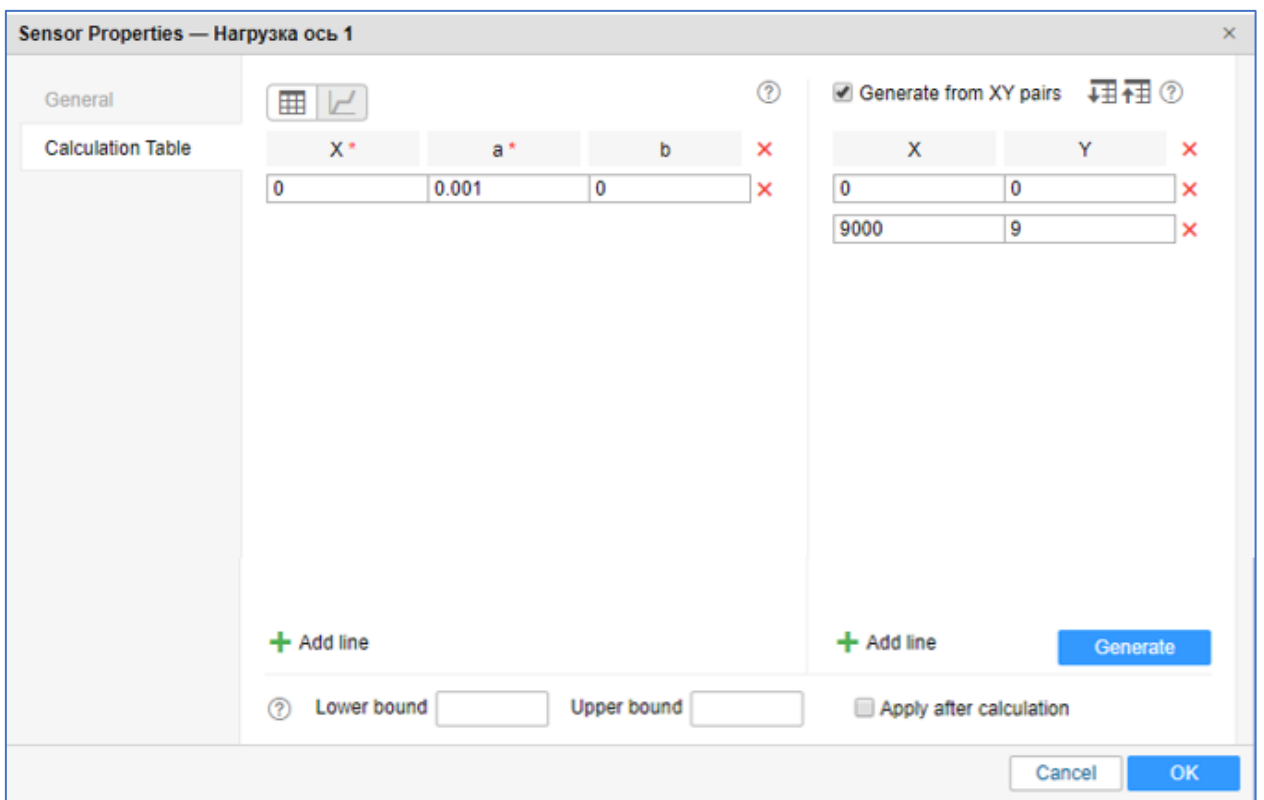 Sensor Properties — Нагрузка ось 1
General
Calculation Table
X * a * b
0 0.001 0
Add line
Generate from XY pairs
X Y
0 0
9000 9
Add line
Generate
Lower bound Upper bound Apply after calculation
Cancel OK